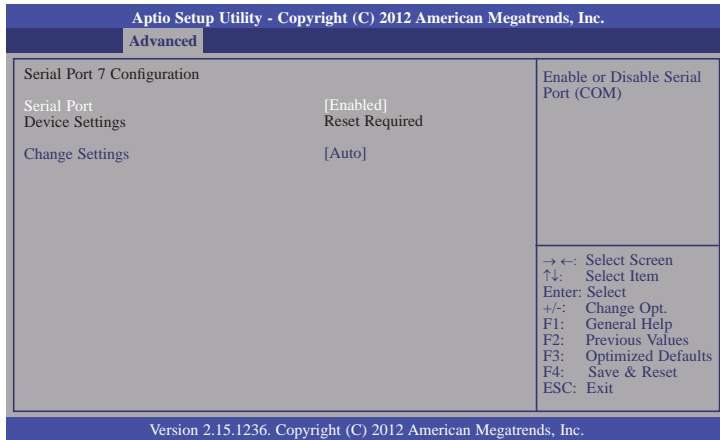 Aptio Setup Utility - Copyright (C) 2012 American Megatrends, Inc.
Advanced
Serial Port 7 Configuration
Serial Port [Enabled]
Device Settings Reset Required
Change Settings [Auto]
Enable or Disable Serial
Port (COM)
→ ←: Select Screen
↑↓: Select Item
Enter: Select
+/-: Change Opt.
F1: General Help
F2: Previous Values
F3: Optimized Defaults
F4: Save & Reset
ESC: Exit
Version 2.15.1236. Copyright (C) 2012 American Megatrends, Inc.